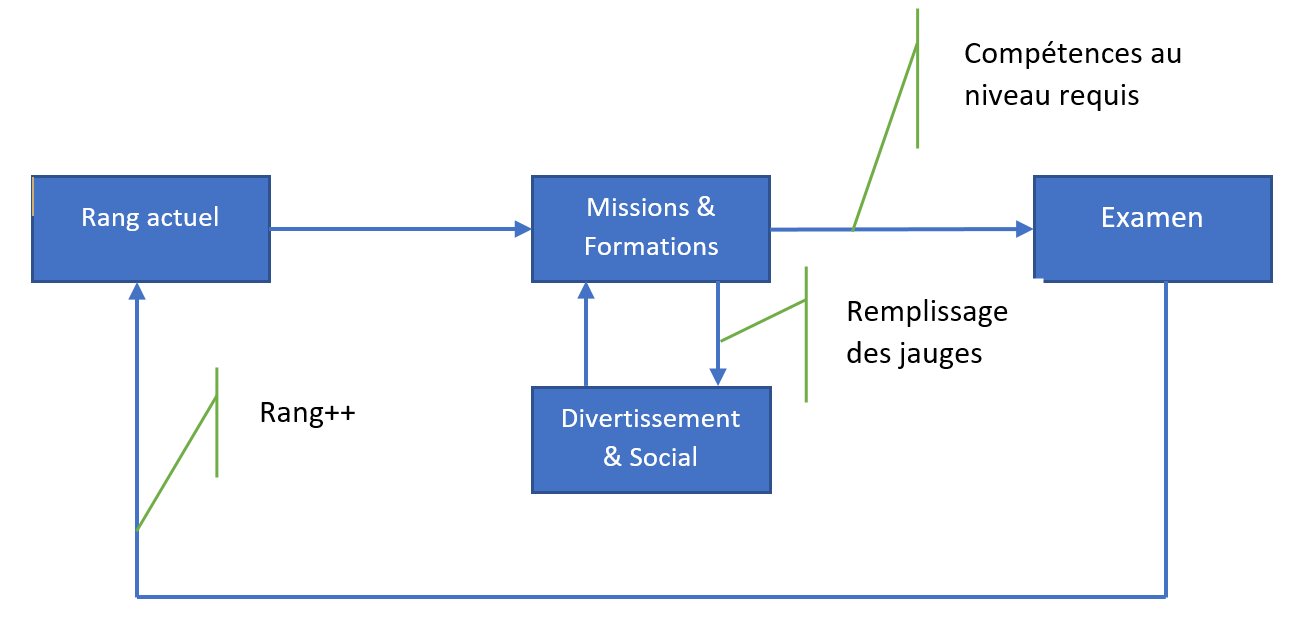 Compétences au
niveau requis
Rang actuel
Missions &
Formations
Examen
Remplissage
des jauges
Rang++
Divertissement
& Social